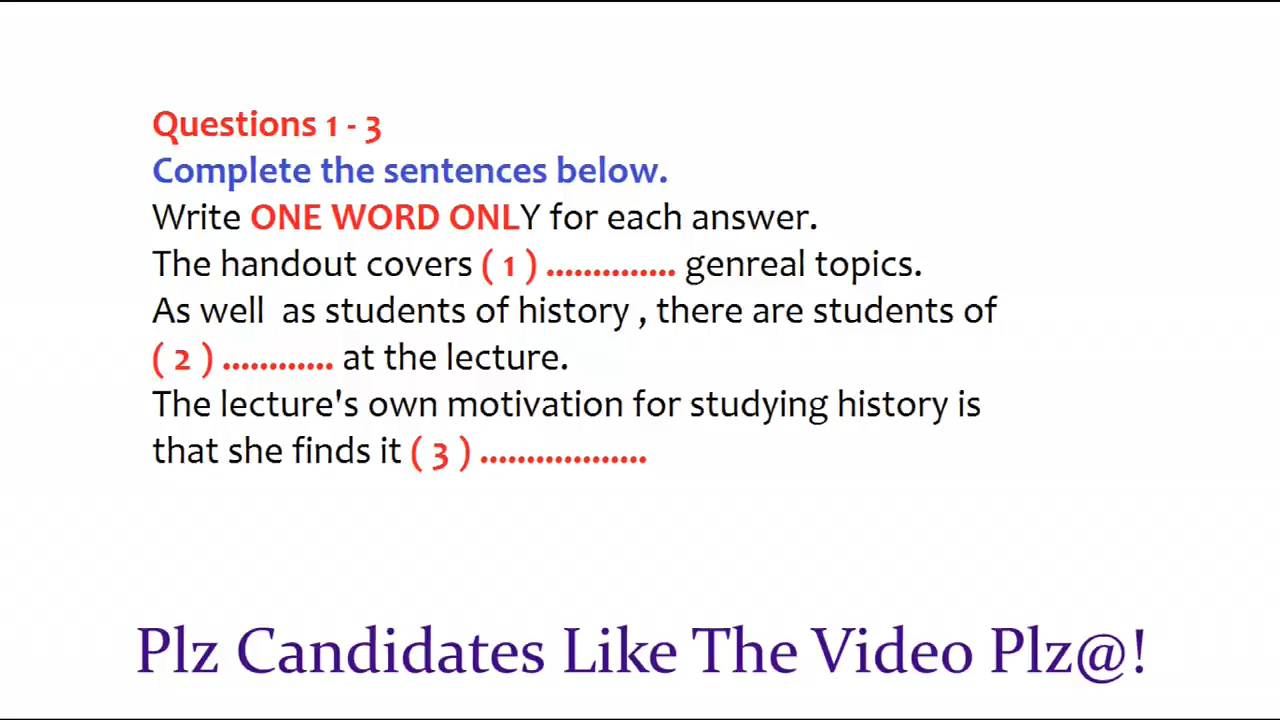 Questions 1 - 3
Complete the sentences below.
Write ONE WORD ONLY for each answer.
The handout covers ( 1 ) .............. genreal topics.
As well  as students of history , there are students of
( 2 ) ............ at the lecture.
The lecture's own motivation for studying history is
that she finds it ( 3 ) ..................
Plz Candidates Like The Video Plz@!